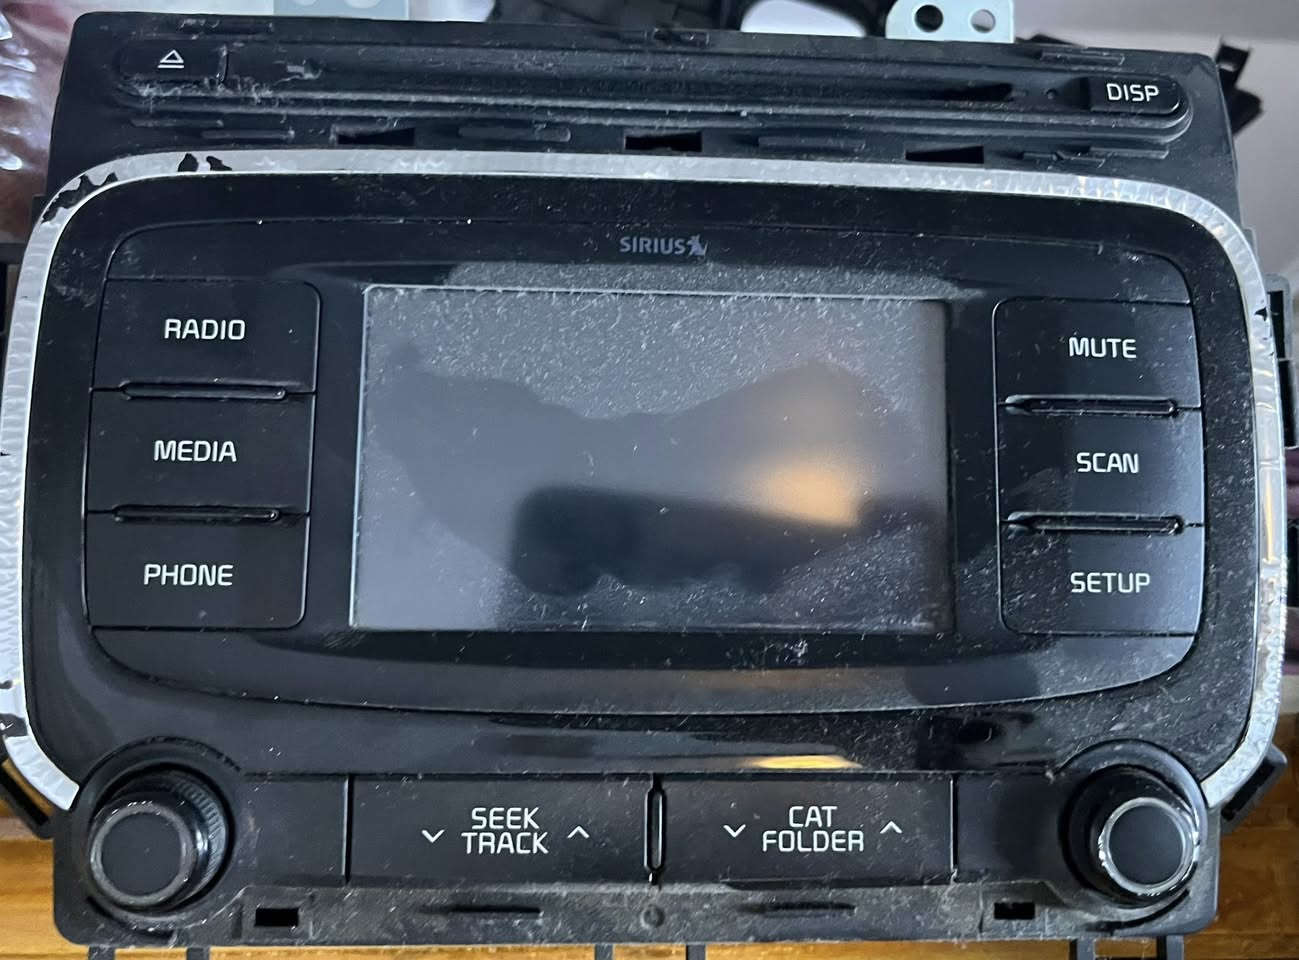 DISP
SIRIUS
RADIO
MUTE
MEDIA
SCAN
PHONE
SETUP
SEEK
TRACK
CAT
FOLDER